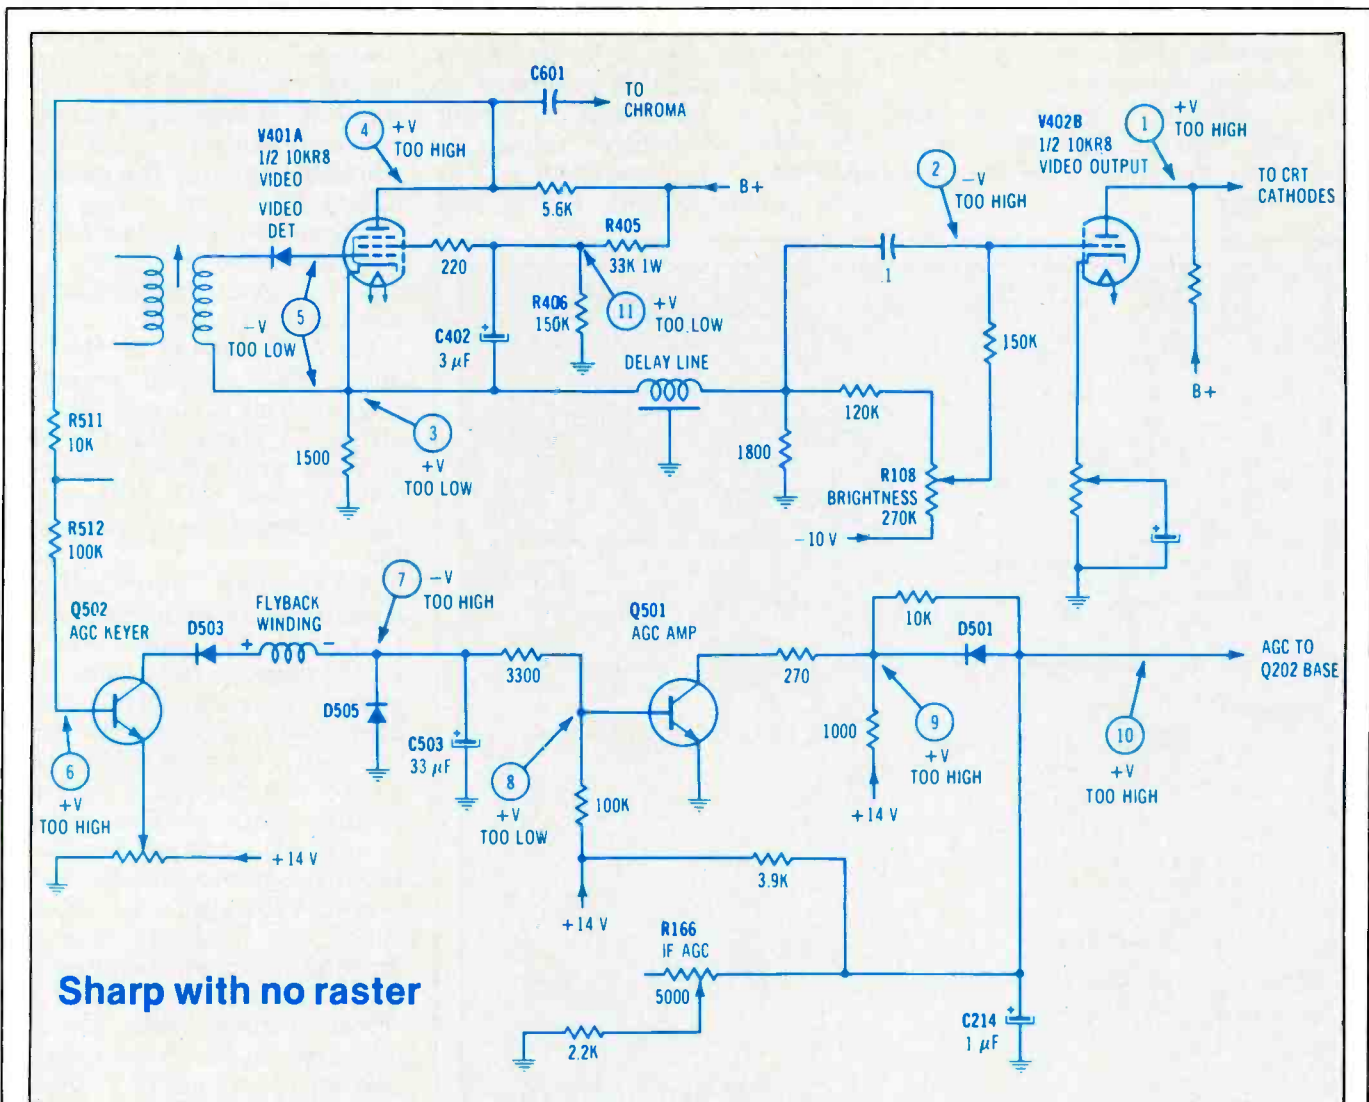 C601
TO
CHROMA
V401A
1/2 10KR8
VIDEO
VIDEO
DET
4
+V
TOO HIGH
5.6K
B+
R405
33K 1W
220
R406
150K
11
+V
TOO LOW
C402
3 µF
5
−V
TOO LOW
DELAY LINE
3
+V
TOO LOW
1500
1800
2
−V
TOO HIGH
.1
V402B
1/2 10KR8
VIDEO OUTPUT
1
+V
TOO HIGH
TO CRT
CATHODES
B+
150K
120K
R108
BRIGHTNESS
270K
−10 V
R511
10K
R512
100K
Q502
AGC KEYER
D503
FLYBACK
WINDING
+
−
7
−V
TOO HIGH
3300
D505
C503
33 µF
Q501
AGC AMP
270
10K
D501
AGC TO
Q202 BASE
6
+V
TOO HIGH
+14 V
8
+V
TOO LOW
100K
+14 V
1000
+14 V
9
+V
TOO HIGH
10
+V
TOO HIGH
3.9K
R166
IF AGC
5000
2.2K
C214
1 µF
Sharp with no raster